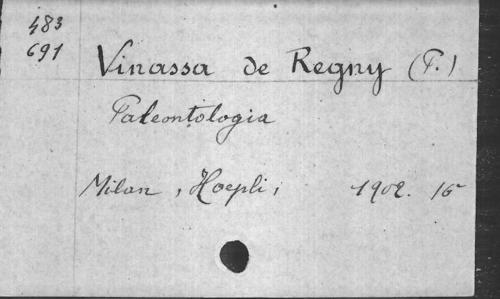 483
691
Vinassa de Regny (P.)
Paleontologia
Milan, Hoepli, 1902. 16°